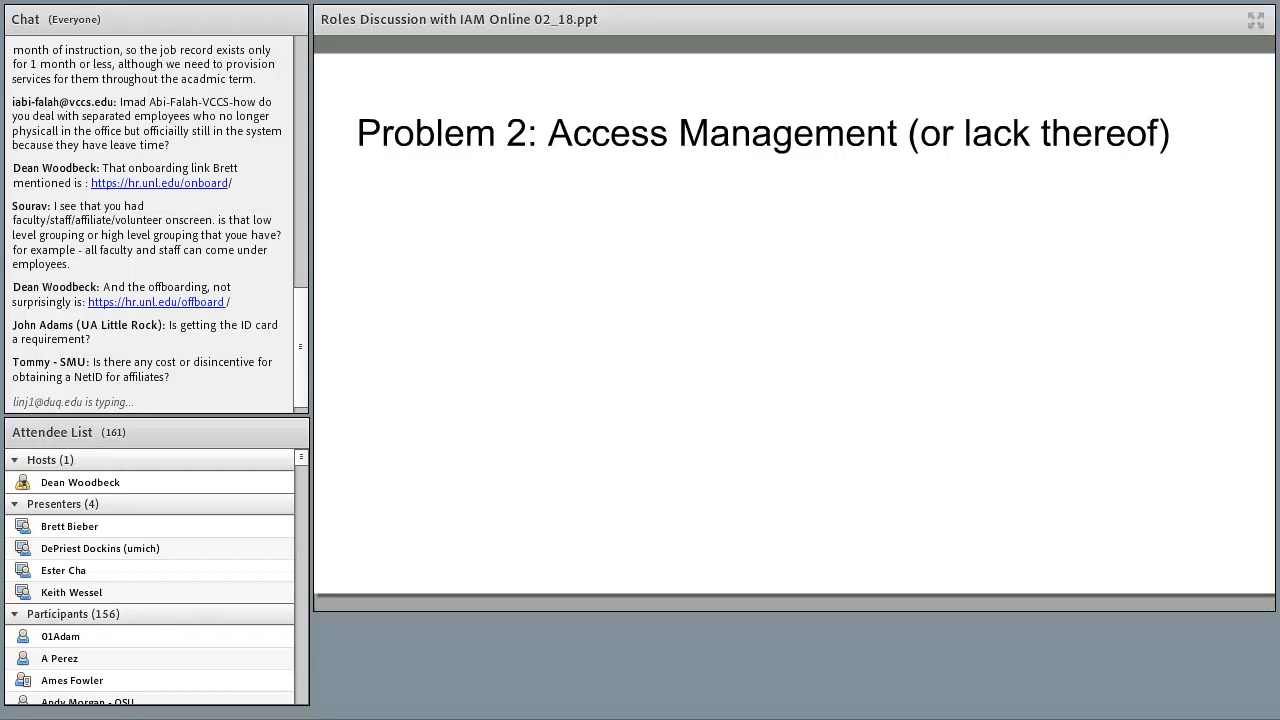 Chat (Everyone)
month of instruction, so the job record exists only
for 1 month or less, although we need to provision
services for them throughout the acadmic term.
iabi-falah@vccs.edu: Imad Abi-Falah-VCCS-how do
you deal with separated employees who no longer
physicall in the office but officiailly still in the system
because they have leave time?
Dean Woodbeck: That onboarding link Brett
mentioned is : https://hr.unl.edu/onboard/
Sourav: I see that you had
faculty/staff/affiliate/volunteer onscreen. is that low
level grouping or high level grouping that youe have?
for example - all faculty and staff can come under
employees.
Dean Woodbeck: And the offboarding, not
surprisingly is: https://hr.unl.edu/offboard /
John Adams (UA Little Rock): Is getting the ID card
a requirement?
Tommy - SMU: Is there any cost or disincentive for
obtaining a NetID for affiliates?
linj1@duq.edu is typing...
Attendee List (161)
Hosts (1)
Dean Woodbeck
Presenters (4)
Brett Bieber
DePriest Dockins (umich)
Ester Cha
Keith Wessel
Participants (156)
01Adam
A Perez
Ames Fowler
Andy Morgan - OSU
Roles Discussion with IAM Online 02_18.ppt
Problem 2: Access Management (or lack thereof)